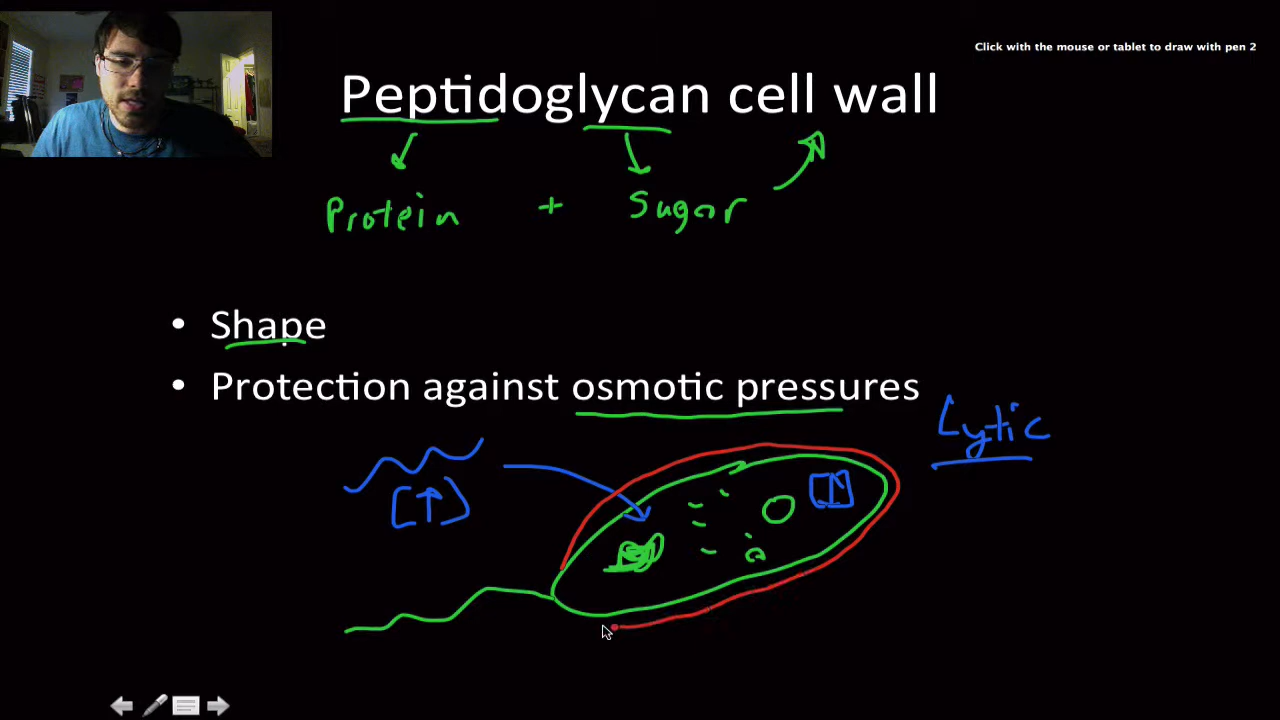 Click with the mouse or tablet to draw with pen 2
Peptidoglycan cell wall
Protein + Sugar
• Shape
• Protection against osmotic pressures
Lytic
[↑] [↑]